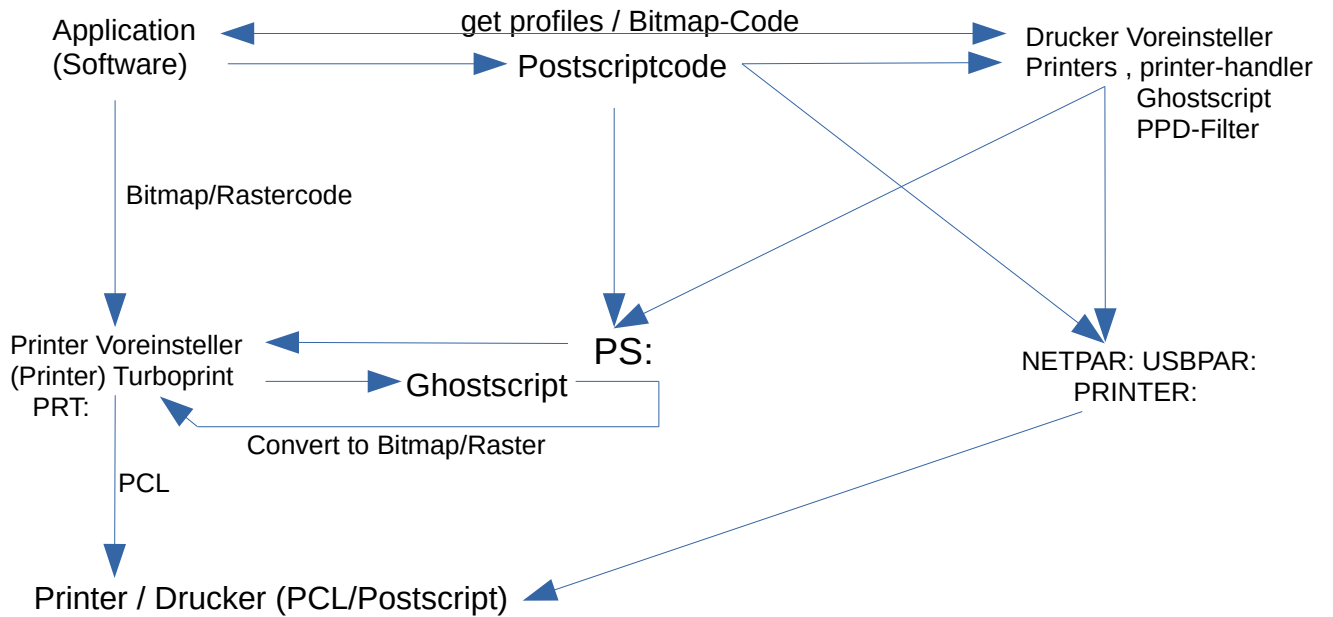 get profiles / Bitmap-Code
Application
(Software)
Postscriptcode
Drucker Voreinsteller
Printers , printer-handler
Ghostscript
PPD-Filter
Bitmap/Rastercode
Printer Voreinsteller
(Printer) Turboprint
PRT:
PS:
Ghostscript
Convert to Bitmap/Raster
NETPAR: USBPAR:
PRINTER:
PCL
Printer / Drucker (PCL/Postscript)